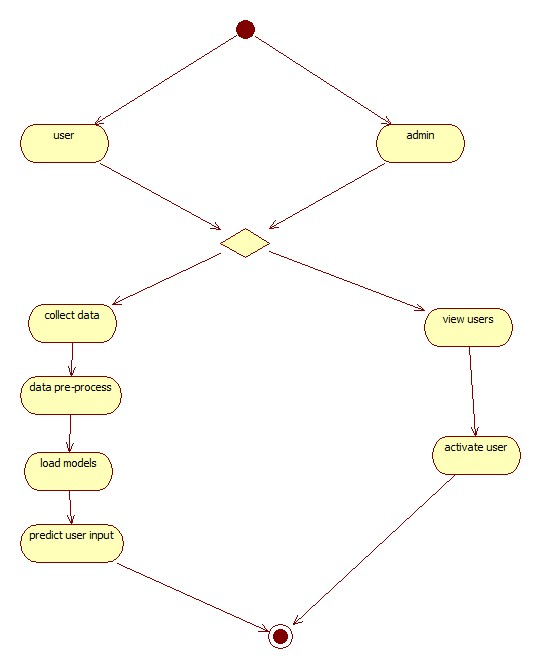 user
admin
collect data
view users
data pre-process
activate user
load models
predict user input